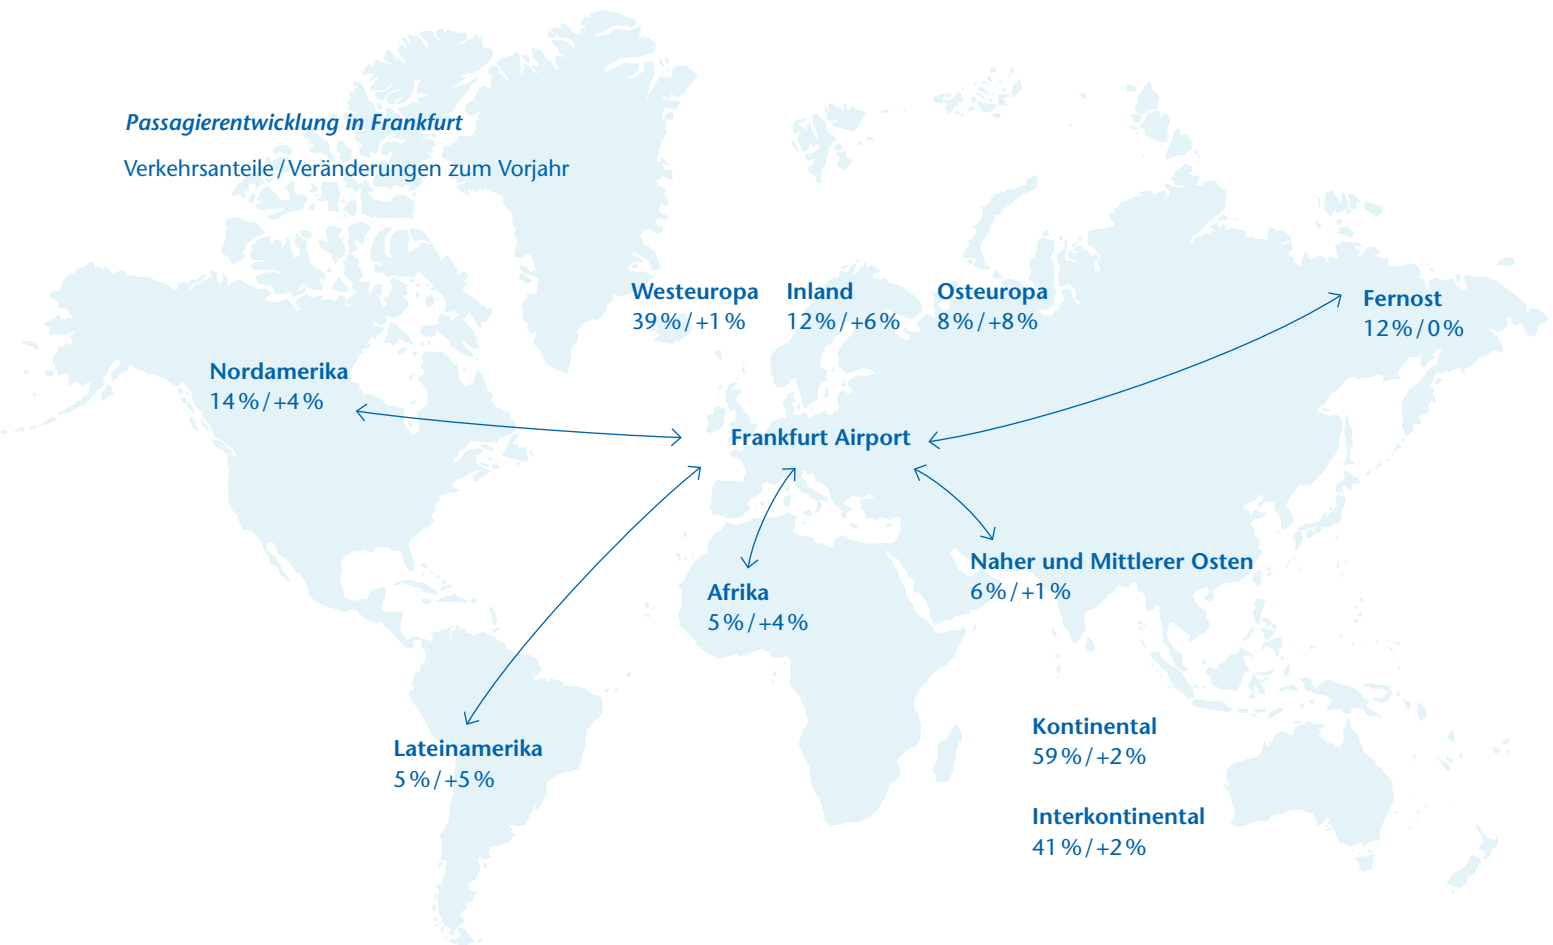 Passagierentwicklung in Frankfurt
Verkehrsanteile/Veränderungen zum Vorjahr
Westeuropa
39%/+1%
Inland
12%/+6%
Osteuropa
8%/+8%
Fernost
12%/0%
Nordamerika
14%/+4%
Frankfurt Airport
Naher und Mittlerer Osten
6%/+1%
Afrika
5%/+4%
Lateinamerika
5%/+5%
Kontinental
59%/+2%
Interkontinental
41%/+2%